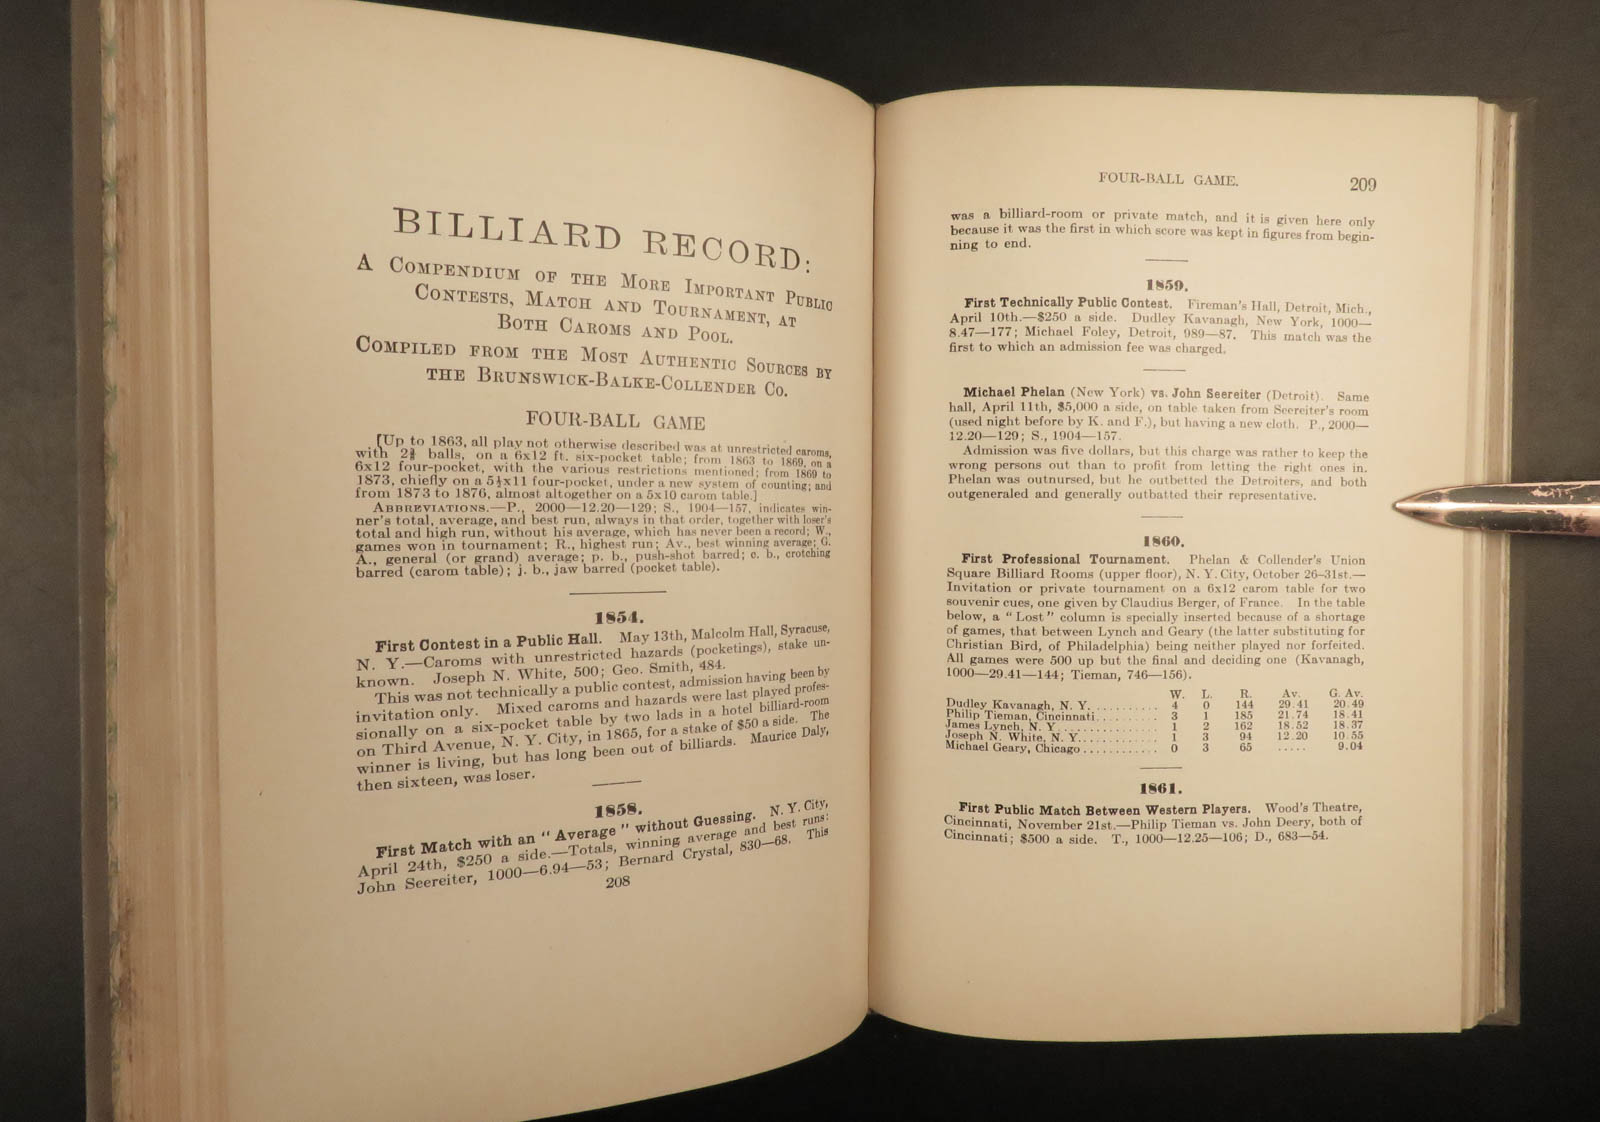 BILLIARD RECORD:
A COMPENDIUM OF THE MORE IMPORTANT PUBLIC
CONTESTS, MATCH AND TOURNAMENT, AT
BOTH CAROMS AND POOL.
COMPILED FROM THE MOST AUTHENTIC SOURCES BY
THE BRUNSWICK-BALKE-COLLENDER CO.
FOUR-BALL GAME
[Up to 1863, all play not otherwise described was at unrestricted caroms,
with 2⅜ balls, on a 6x12 ft. six-pocket table; from 1863 to 1869, on a
6x12 four-pocket, with the various restrictions mentioned; from 1869 to
1873, chiefly on a 5½x11 four-pocket, under a new system of counting; and
from 1873 to 1876, almost altogether on a 5x10 carom table.]
ABBREVIATIONS.—P., 2000—12.20—129; S., 1904—157, indicates win-
ner's total, average, and best run, always in that order, together with loser's
total and high run, without his average, which has never been a record; W.,
games won in tournament; R., highest run; Av., best winning average; G.
A., general (or grand) average; p. b., push-shot barred; c. b., crotching
barred (carom table); j. b., jaw barred (pocket table).
1854.
First Contest in a Public Hall. May 13th, Malcolm Hall, Syracuse,
N. Y.—Caroms with unrestricted hazards (pocketings), stake un-
known. Joseph N. White, 500; Geo. Smith, 484.
This was not technically a public contest, admission having been by
invitation only. Mixed caroms and hazards were last played profes-
sionally on a six-pocket table by two lads in a hotel billiard-room
on Third Avenue, N. Y. City, in 1865, for a stake of $50 a side. The
winner is living, but has long been out of billiards. Maurice Daly,
then sixteen, was loser.
1858.
First Match with an "Average" without Guessing. N. Y. City,
April 24th, $250 a side.—Totals, winning average and best runs:
John Seereiter, 1000—6.94—53; Bernard Crystal, 830—68. This
208
FOUR-BALL GAME. 209
was a billiard-room or private match, and it is given here only
because it was the first in which score was kept in figures from begin-
ning to end.
1859.
First Technically Public Contest. Fireman's Hall, Detroit, Mich.,
April 10th.—$250 a side. Dudley Kavanagh, New York, 1000—
8.47—177; Michael Foley, Detroit, 989—87. This match was the
first to which an admission fee was charged.
Michael Phelan (New York) vs. John Seereiter (Detroit). Same
hall, April 11th, $5,000 a side, on table taken from Seereiter's room
(used night before by K. and F.), but having a new cloth. P., 2000—
12.20—129; S., 1904—157.
Admission was five dollars, but this charge was rather to keep the
wrong persons out than to profit from letting the right ones in.
Phelan was outnursed, but he outbetted the Detroiters, and both
outgeneraled and generally outbatted their representative.
1860.
First Professional Tournament. Phelan & Collender's Union
Square Billiard Rooms (upper floor), N. Y. City, October 26-31st.—
Invitation or private tournament on a 6x12 carom table for two
souvenir cues, one given by Claudius Berger, of France. In the table
below, a "Lost" column is specially inserted because of a shortage
of games, that between Lynch and Geary (the latter substituting for
Christian Bird, of Philadelphia) being neither played nor forfeited.
All games were 500 up but the final and deciding one (Kavanagh,
1000—29.41—144; Tieman, 746—156).
W. L. R. Av. G. Av.
Dudley Kavanagh, N. Y. .......... 4 0 144 29.41 20.49
Philip Tieman, Cincinnati......... 3 1 185 21.74 18.41
James Lynch, N. Y. .............. 1 2 162 18.52 18.37
Joseph N. White, N. Y............ 1 3 94 12.20 10.55
Michael Geary, Chicago ............ 0 3 65 ..... 9.04
1861.
First Public Match Between Western Players. Wood's Theatre,
Cincinnati, November 21st.—Philip Tieman vs. John Deery, both of
Cincinnati; $500 a side. T., 1000—12.25—106; D., 683—54.